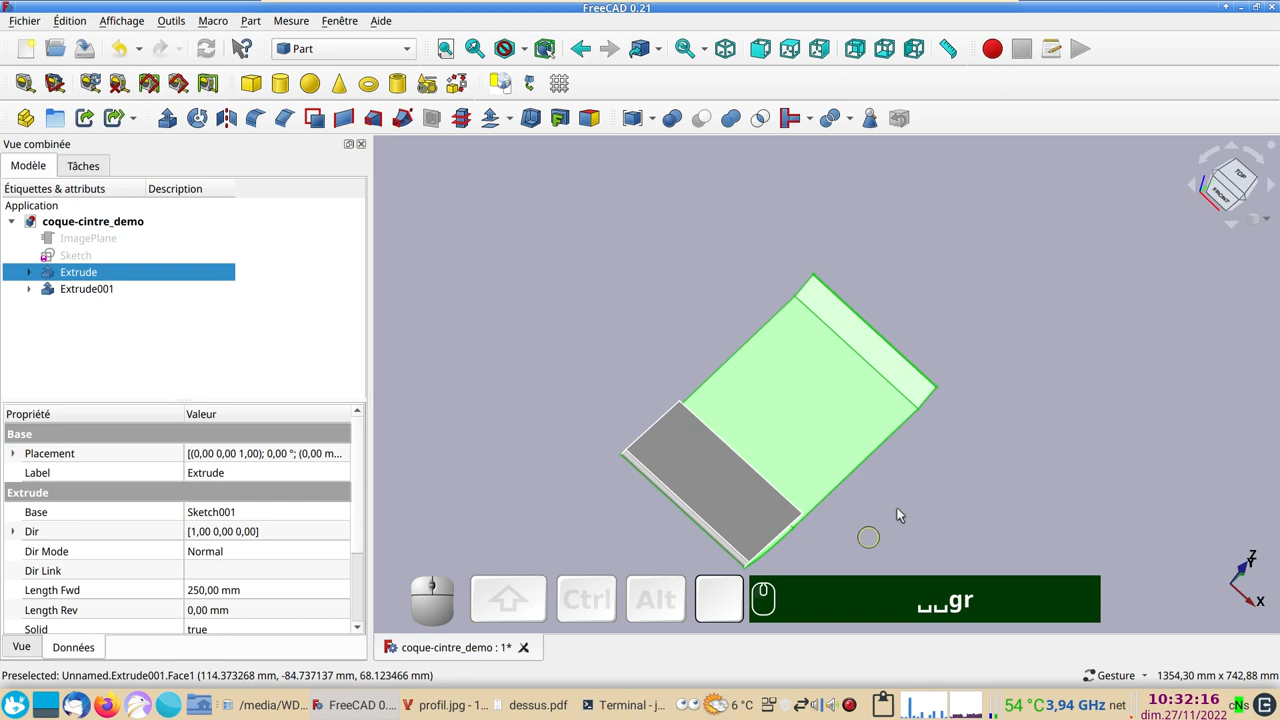 FreeCAD 0.21
Fichier Édition Affichage Outils Macro Part Mesure Fenêtre Aide
Part
Vue combinée
Modèle Tâches
Étiquettes & attributs Description
Application
coque-cintre_demo
ImagePlane
Sketch
Extrude
Extrude001
TOP
FRONT
Propriété Valeur
Base
Placement [(0,00 0,00 1,00); 0,00 °; (0,00 m...
Label Extrude
Extrude
Base Sketch001
Dir [1,00 0,00 0,00]
Dir Mode Normal
Dir Link
Length Fwd 250,00 mm
Length Rev 0,00 mm
Solid true
Ctrl Alt ␣␣gr
Z
Y
X
Vue Données
coque-cintre_demo : 1*
Preselected: Unnamed.Extrude001.Face1 (114.373268 mm, -84.737137 mm, 68.123466 mm) Gesture 1354,30 mm x 742,88 mm
/media/WD... FreeCAD 0... profil.jpg - 1... dessus.pdf Terminal - j... 6 °C 54 °C 3,94 GHz net 10:32:16
dim.27/11/2022 cNs